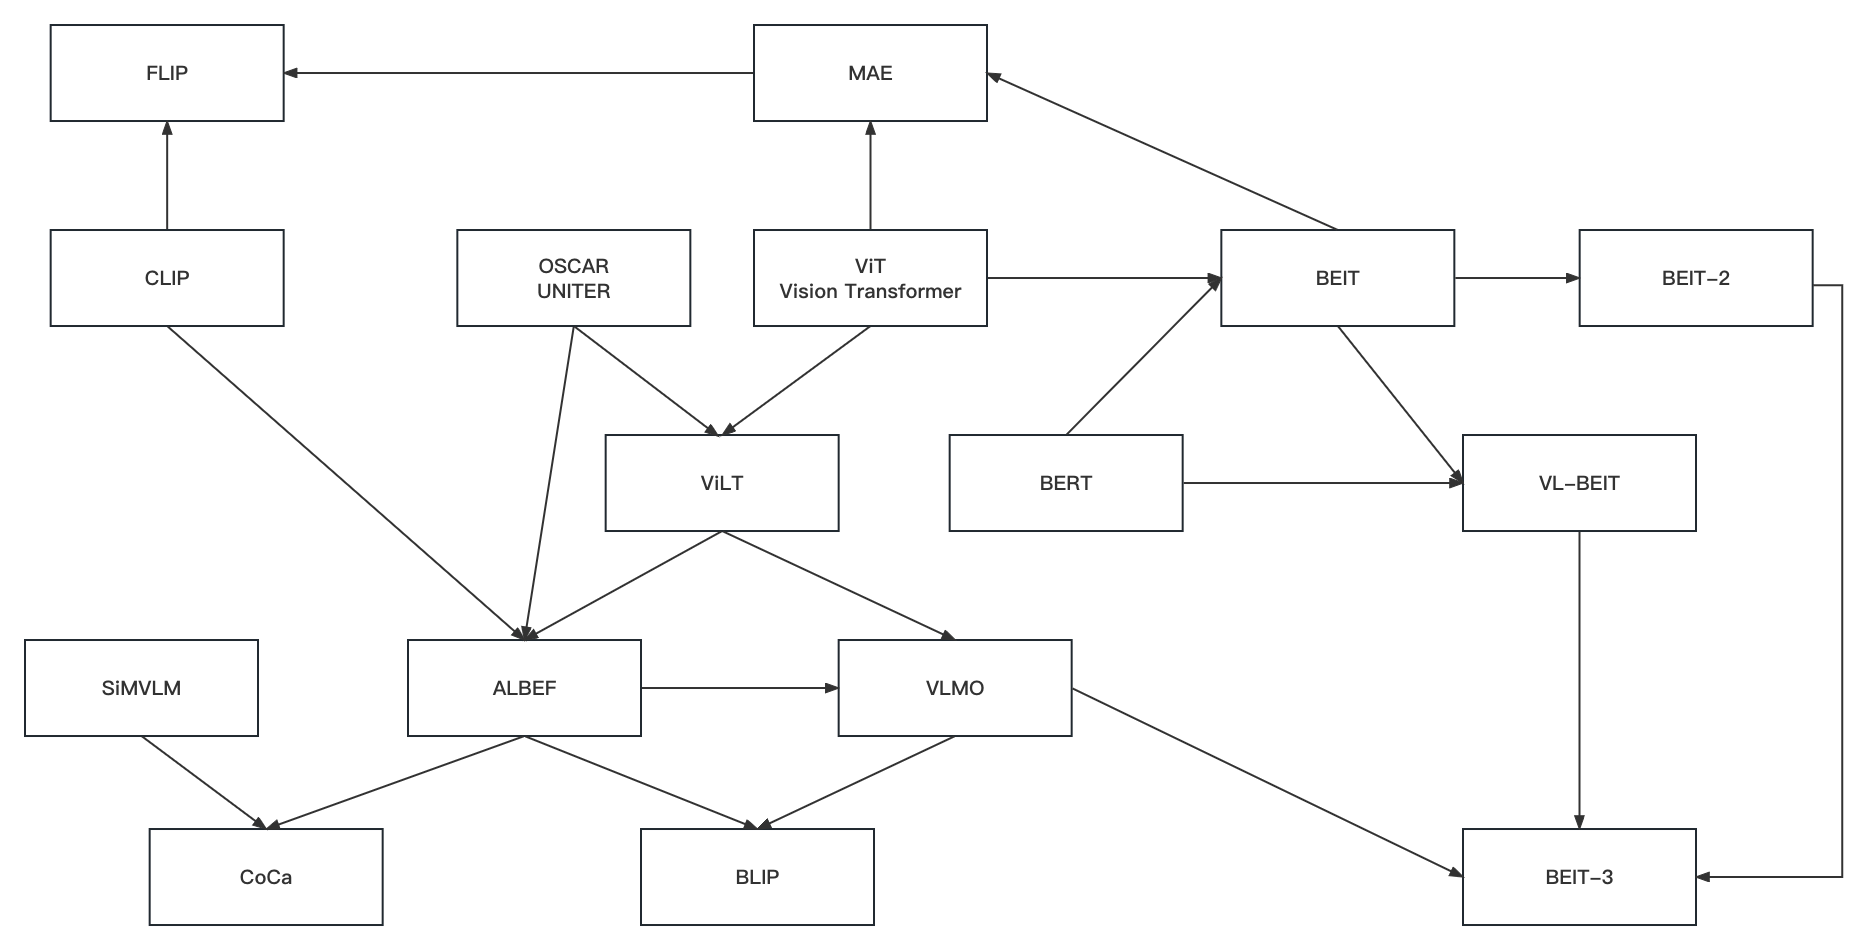 FLIP
MAE
CLIP
OSCAR
UNITER
ViT
Vision Transformer
BEIT
BEIT-2
ViLT
BERT
VL-BEIT
SiMVLM
ALBEF
VLMO
CoCa
BLIP
BEIT-3